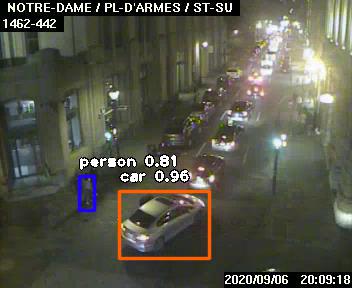 NOTRE-DAME / PL-D'ARMES / ST-SU
1462-442
person 0.81
car 0.96
2020/09/06 20:09:18